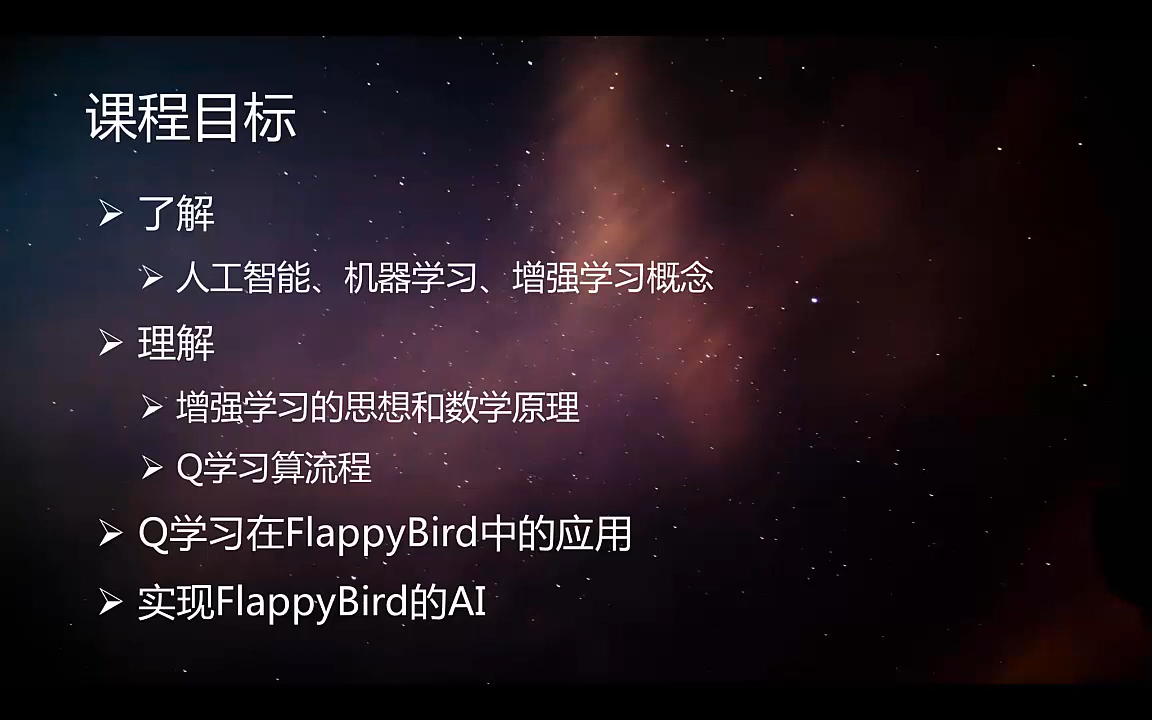 课程目标
了解
人工智能、机器学习、增强学习概念
理解
增强学习的思想和数学原理
Q学习算流程
Q学习在FlappyBird中的应用
实现FlappyBird的AI